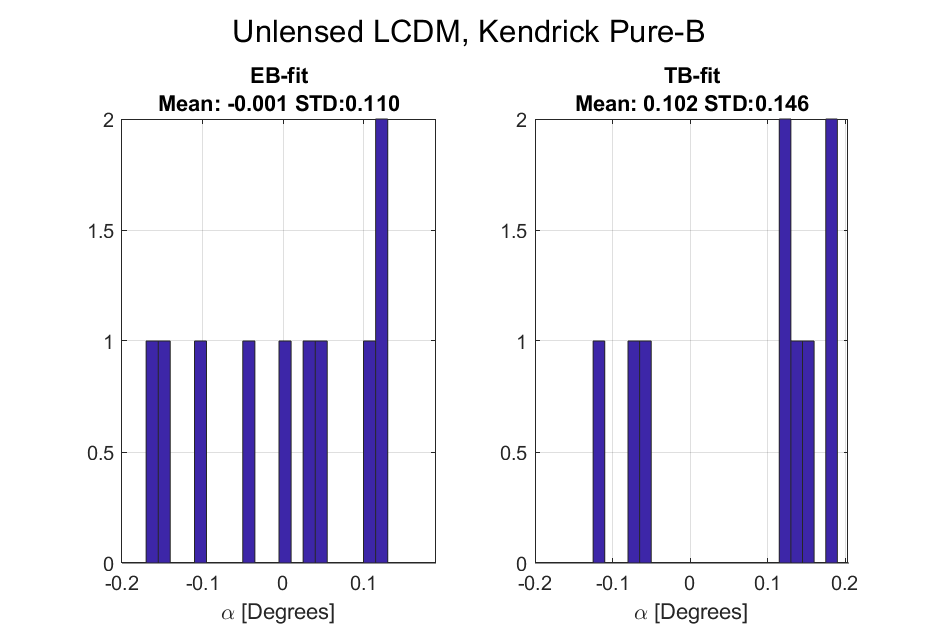 Unlensed LCDM, Kendrick Pure-B
EB-fit
Mean: -0.001 STD:0.110
2
1.5
1
0.5
0
-0.2 -0.1 0 0.1
α [Degrees]
TB-fit
Mean: 0.102 STD:0.146
2
1.5
1
0.5
0
-0.2 -0.1 0 0.1 0.2
α [Degrees]